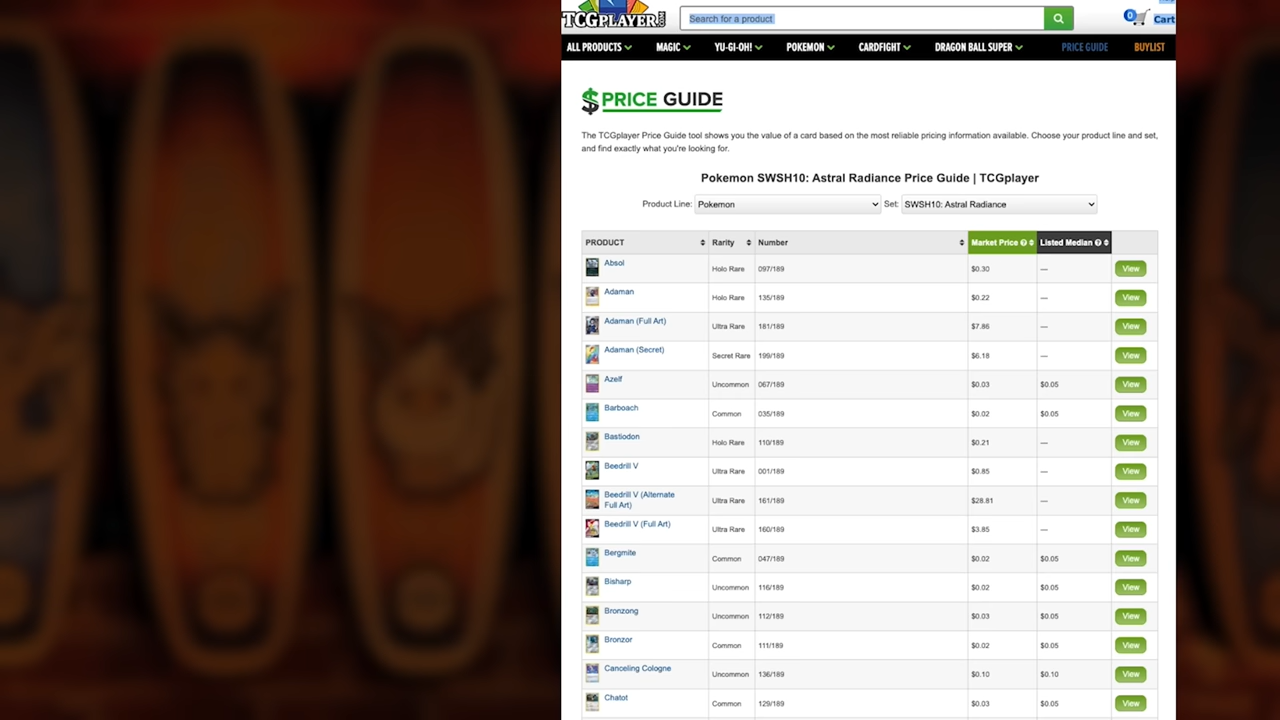 TCGPLAYER.COM
Search for a product
0
Cart
ALL PRODUCTS MAGIC YU-GI-OH! POKEMON CARDFIGHT DRAGON BALL SUPER PRICE GUIDE BUYLIST
$ PRICE GUIDE
The TCGplayer Price Guide tool shows you the value of a card based on the most reliable pricing information available. Choose your product line and set,
and find exactly what you're looking for.
Pokemon SWSH10: Astral Radiance Price Guide | TCGplayer
Product Line: Pokemon Set: SWSH10: Astral Radiance
PRODUCT Rarity Number Market Price Listed Median
Absol Holo Rare 097/189 $0.30 — View
Adaman Holo Rare 135/189 $0.22 — View
Adaman (Full Art) Ultra Rare 181/189 $7.86 — View
Adaman (Secret) Secret Rare 199/189 $6.18 — View
Azelf Uncommon 067/189 $0.03 $0.05 View
Barboach Common 035/189 $0.02 $0.05 View
Bastiodon Holo Rare 110/189 $0.21 — View
Beedrill V Ultra Rare 001/189 $0.85 — View
Beedrill V (Alternate
Full Art) Ultra Rare 161/189 $28.81 — View
Beedrill V (Full Art) Ultra Rare 160/189 $3.85 — View
Bergmite Common 047/189 $0.02 $0.05 View
Bisharp Uncommon 116/189 $0.02 $0.05 View
Bronzong Uncommon 112/189 $0.03 $0.05 View
Bronzor Common 111/189 $0.02 $0.05 View
Canceling Cologne Uncommon 136/189 $0.10 $0.10 View
Chatot Common 129/189 $0.03 $0.05 View